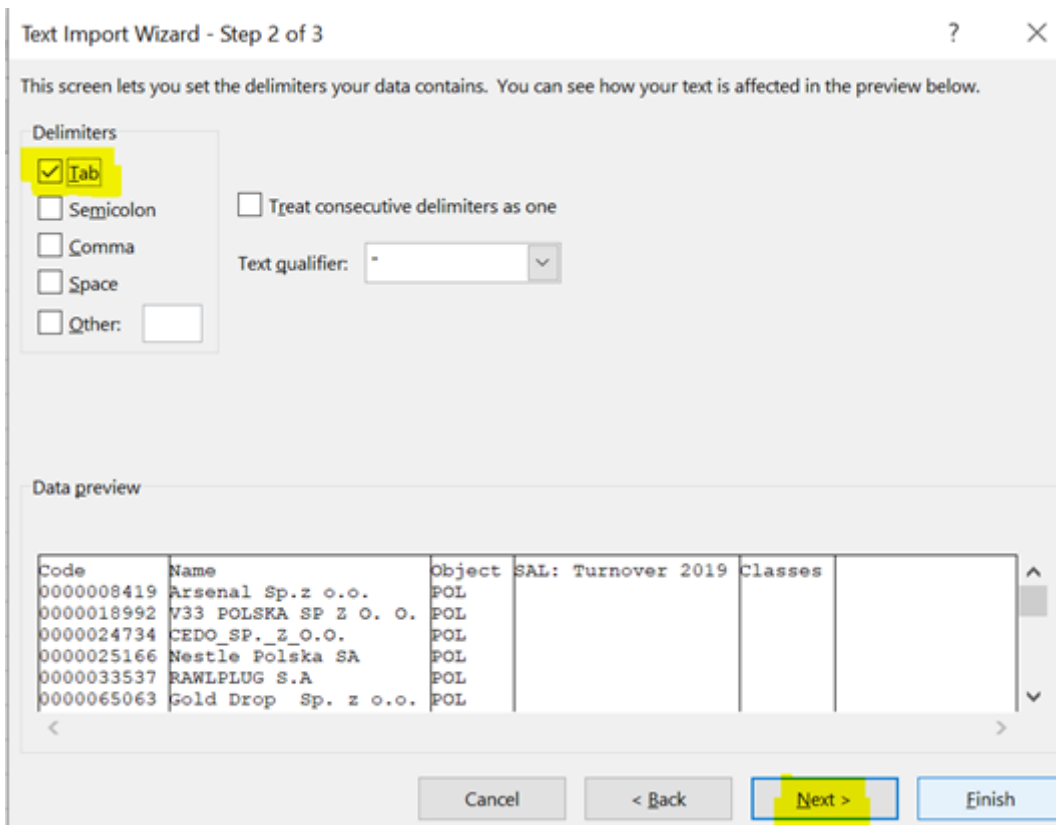 Text Import Wizard - Step 2 of 3 ?
This screen lets you set the delimiters your data contains. You can see how your text is affected in the preview below.
Delimiters
Tab
Semicolon
Comma
Space
Other:
Treat consecutive delimiters as one
Text qualifier: "
Data preview
Code Name Object SAL: Turnover 2019 Classes
0000008419 Arsenal Sp.z o.o. POL
0000018992 V33 POLSKA SP Z O. O. POL
0000024734 CEDO_SP._Z_O.O. POL
0000025166 Nestle Polska SA POL
0000033537 RAWLPLUG S.A POL
0000065063 Gold Drop  Sp. z o.o. POL
Cancel < Back Next > Finish